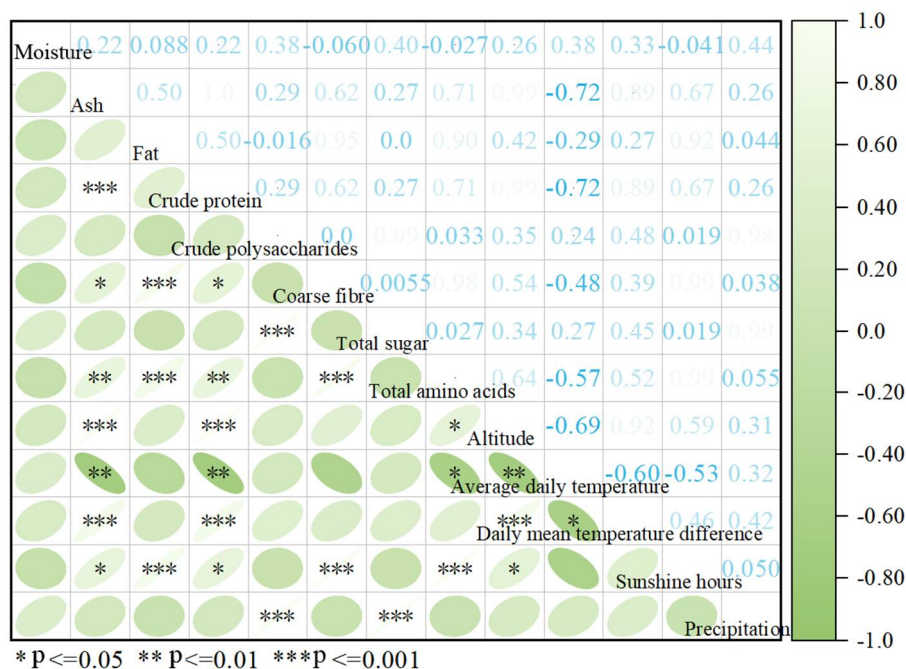 Moisture 0.22 0.088 0.22 0.38 -0.060 0.40 -0.027 0.26 0.38 0.33 -0.041 0.44
Ash 0.50 1.0 0.29 0.62 0.27 0.71 0.99 -0.72 0.89 0.67 0.26
Fat 0.50 -0.016 0.95 0.0 0.90 0.42 -0.29 0.27 0.92 0.044
*** Crude protein 0.29 0.62 0.27 0.71 0.99 -0.72 0.89 0.67 0.26
Crude polysaccharides 0.0 0.99 0.033 0.35 0.24 0.48 0.019 0.98
* *** * Coarse fibre 0.0055 0.98 0.54 -0.48 0.39 0.99 0.038
*** Total sugar 0.027 0.34 0.27 0.45 0.019 0.99
** *** ** *** Total amino acids 0.64 -0.57 0.52 0.99 0.055
*** *** * Altitude -0.69 0.92 0.59 0.31
** ** * ** Average daily temperature -0.60 -0.53 0.32
*** *** *** * Daily mean temperature difference 0.46 0.42
* *** * *** *** * Sunshine hours 0.050
*** *** Precipitation
* p<=0.05 ** p<=0.01 ***p<=0.001
1.0
0.80
0.60
0.40
0.20
0.0
-0.20
-0.40
-0.60
-0.80
-1.0